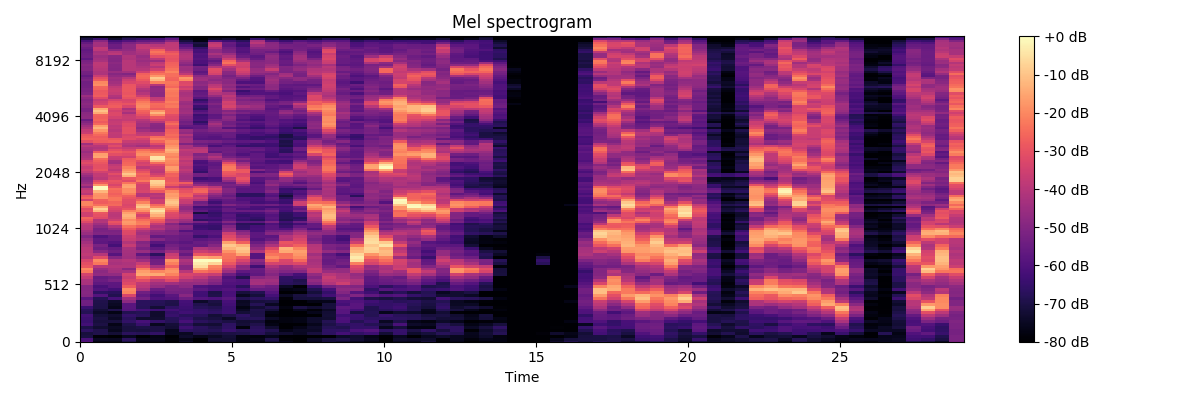 Mel spectrogram
Hz
8192
4096
2048
1024
512
0
0 5 10 15 20 25
Time
+0 dB
-10 dB
-20 dB
-30 dB
-40 dB
-50 dB
-60 dB
-70 dB
-80 dB